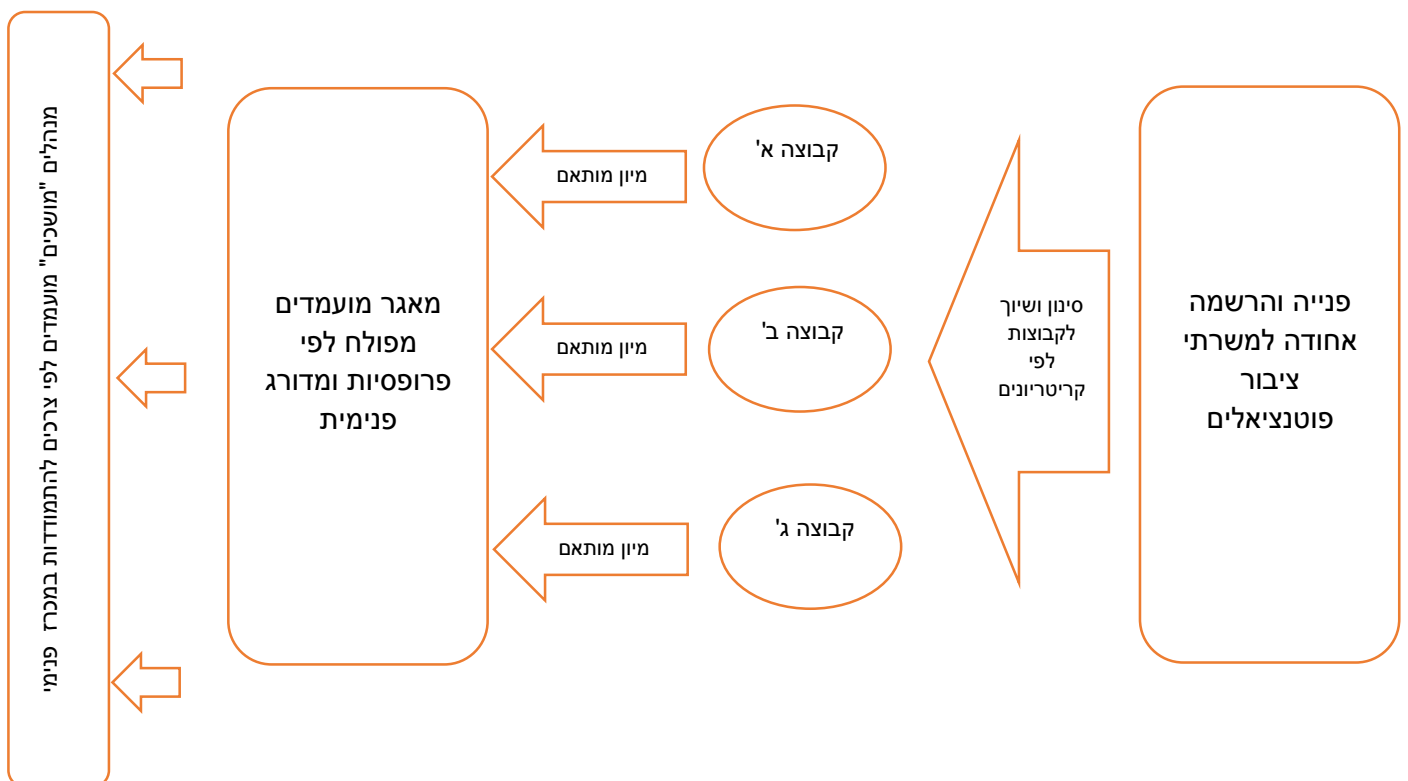 פנייה והרשמה
אחודה למשרתי
ציבור
פוטנציאלים
סינון ושיוך
לקבוצות
לפי
קריטריונים
קבוצה א'
מיון מותאם
קבוצה ב'
מיון מותאם
קבוצה ג'
מיון מותאם
מאגר מועמדים
מפולח לפי
פרופסיות ומדורג
פנימית
מנהלים "מושכים" מועמדים לפי צרכים להתמודדות במכרז פנימי